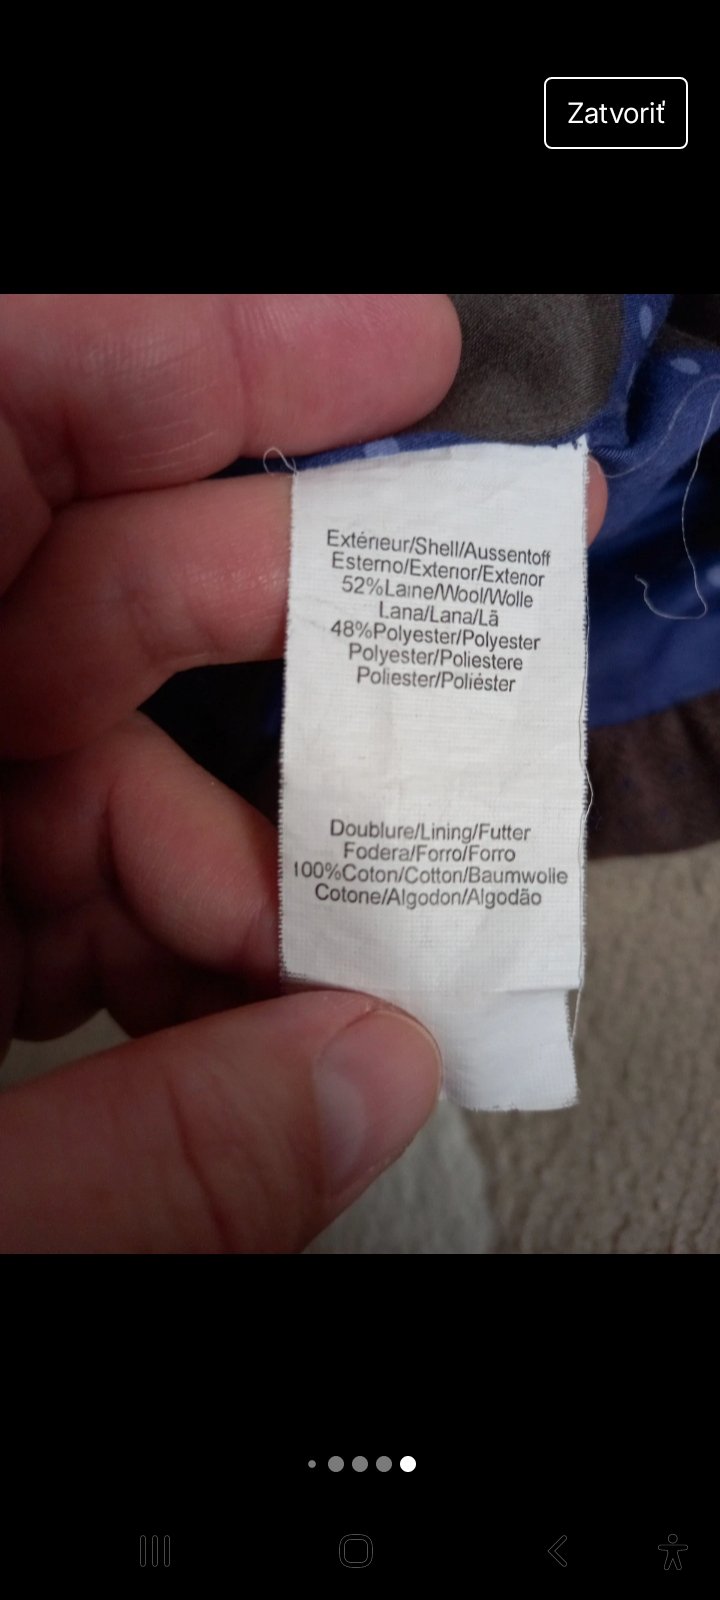 Zatvoriť
Extérieur/Shell/Aussentoff
Esterno/Exterior/Exterior
52%Laine/Wool/Wolle
Lana/Lana/Lã
48%Polyester/Polyester
Polyester/Poliestere
Poliester/Poliéster
Doublure/Lining/Futter
Fodera/Forro/Forro
100%Coton/Cotton/Baumwolle
Cotone/Algodon/Algodão